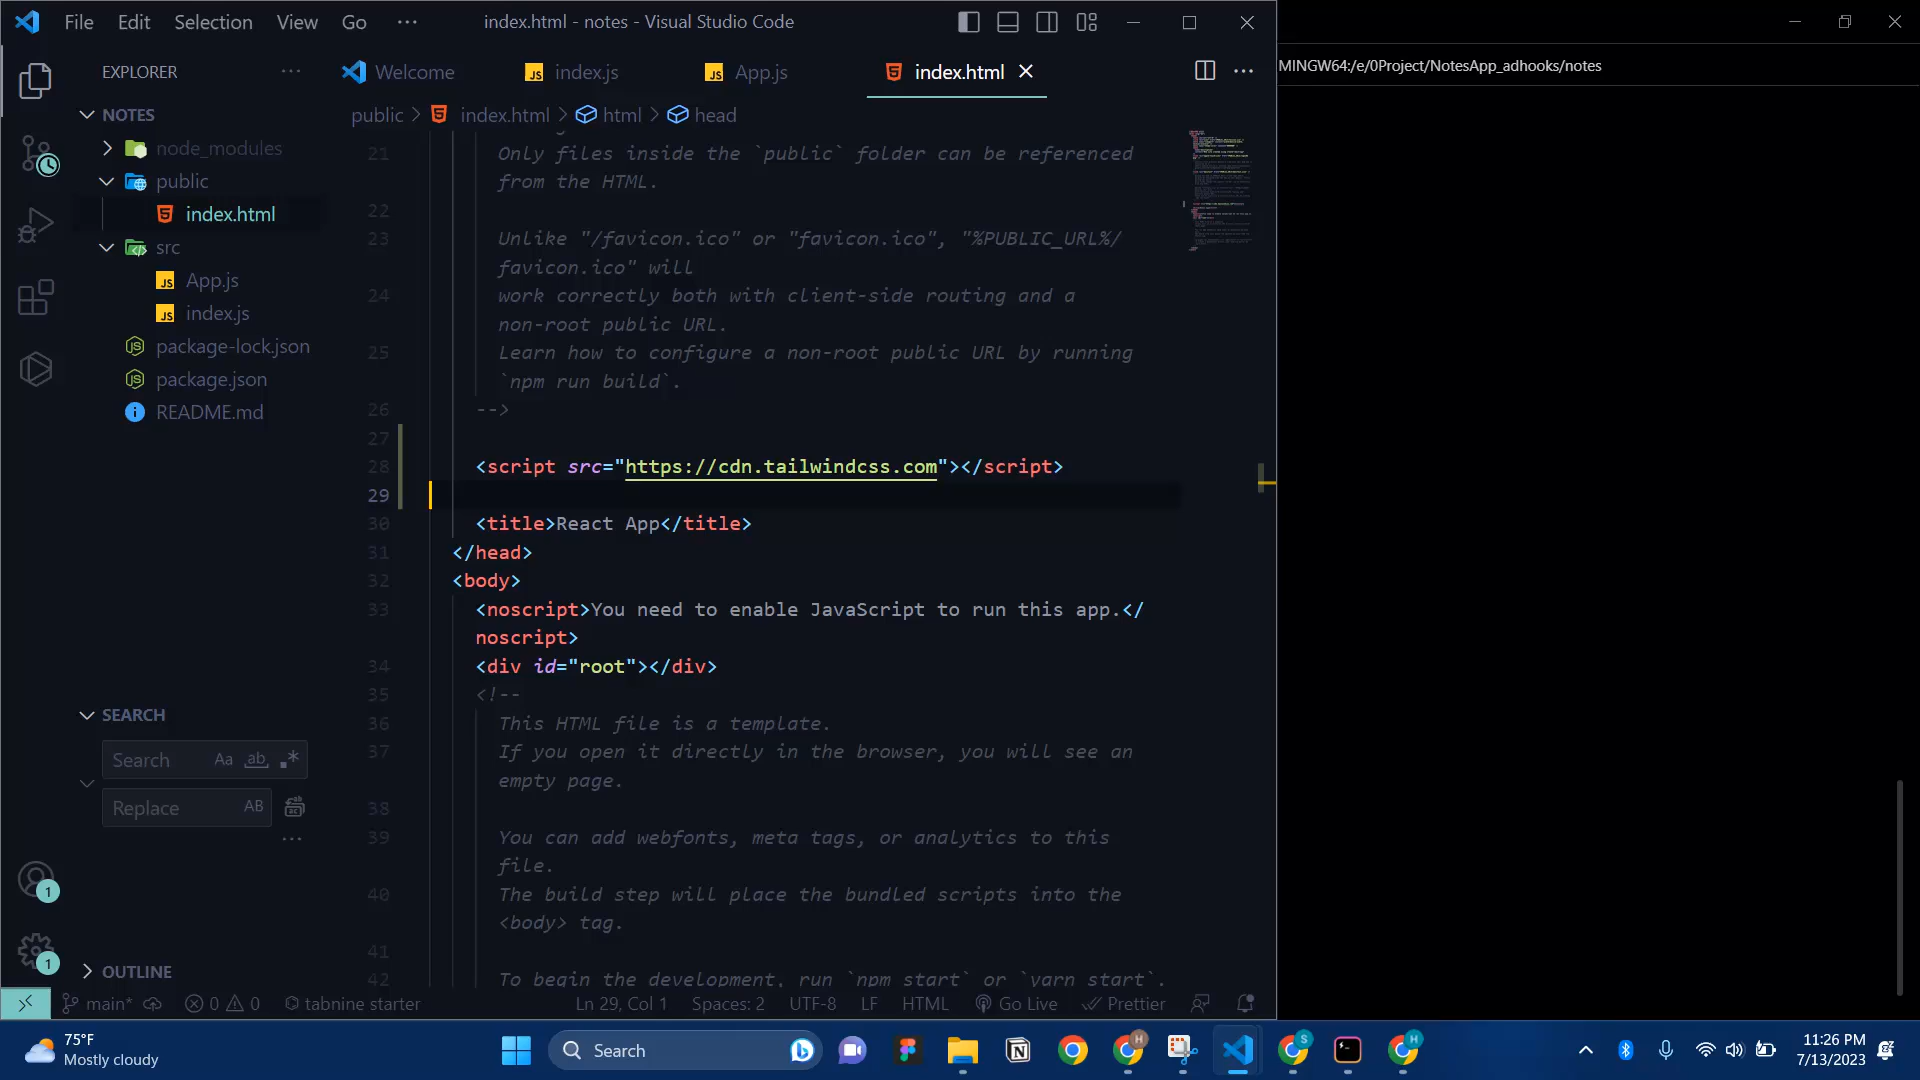 File Edit Selection View Go ··· index.html - notes - Visual Studio Code
MINGW64:/e/0Project/NotesApp_adhooks/notes
EXPLORER ···
Welcome
JS index.js
JS App.js
index.html
···
NOTES
node_modules
public
index.html
src
JS App.js
JS index.js
package-lock.json
package.json
README.md
public > index.html > html > head
21 Only files inside the `public` folder can be referenced
from the HTML.
22
23 Unlike "/favicon.ico" or "favicon.ico", "%PUBLIC_URL%/
favicon.ico" will
24 work correctly both with client-side routing and a
non-root public URL.
25 Learn how to configure a non-root public URL by running
`npm run build`.
26 -->
27
28 <script src="https://cdn.tailwindcss.com"></script>
29
30 <title>React App</title>
31 </head>
32 <body>
33 <noscript>You need to enable JavaScript to run this app.</
noscript>
34 <div id="root"></div>
35 <!--
36 This HTML file is a template.
37 If you open it directly in the browser, you will see an
empty page.
38
39 You can add webfonts, meta tags, or analytics to this
file.
40 The build step will place the bundled scripts into the
<body> tag.
41
42 To begin the development, run `npm start` or `yarn start`.
SEARCH
Search Aa ab .*
Replace AB
···
1
1
OUTLINE
main* 0 0 tabnine starter Ln 29, Col 1 Spaces: 2 UTF-8 LF HTML Go Live Prettier
75°F
Mostly cloudy
Search
H
S
H
11:26 PM
7/13/2023